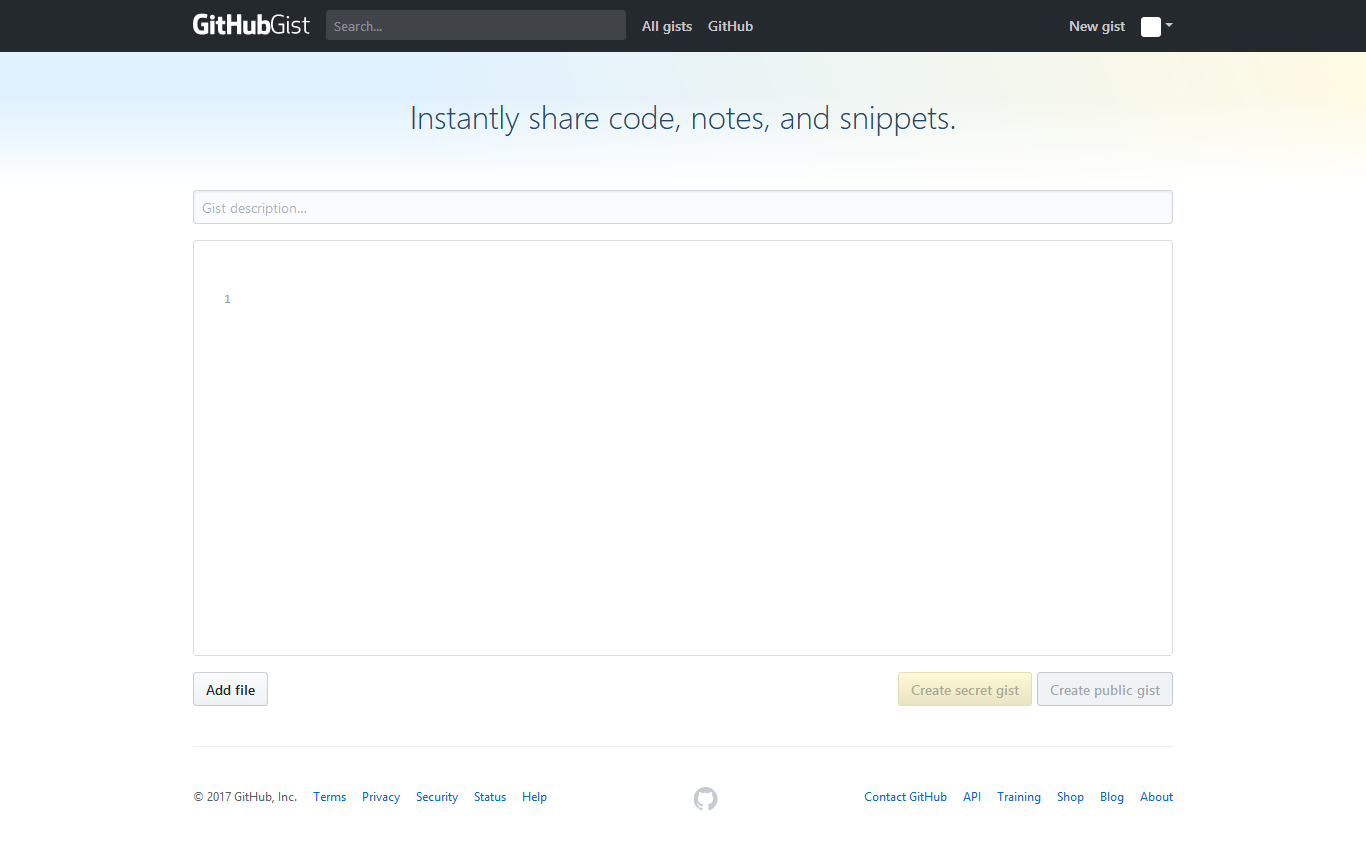 GitHubGist Search... All gists GitHub New gist
Instantly share code, notes, and snippets.
Gist description...
1
Add file Create secret gist Create public gist
© 2017 GitHub, Inc. Terms Privacy Security Status Help Contact GitHub API Training Shop Blog About